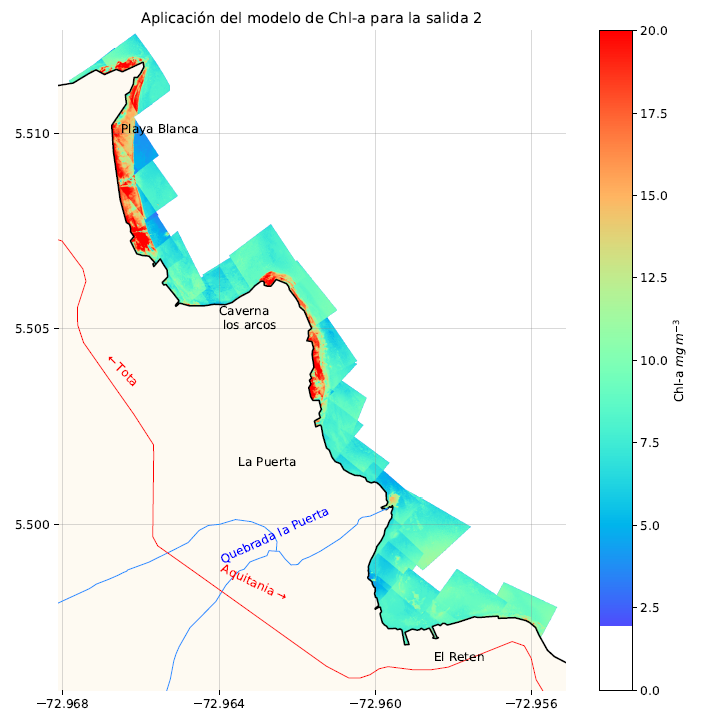 Aplicación del modelo de Chl-a para la salida 2
20.0
17.5
15.0
12.5
10.0
7.5
5.0
2.5
0.0
Chl-a mg m⁻³
5.510
5.505
5.500
Playa Blanca
Caverna
los arcos
←Tota
La Puerta
Quebrada la Puerta
Aquitania →
El Reten
−72.968
−72.964
−72.960
−72.956